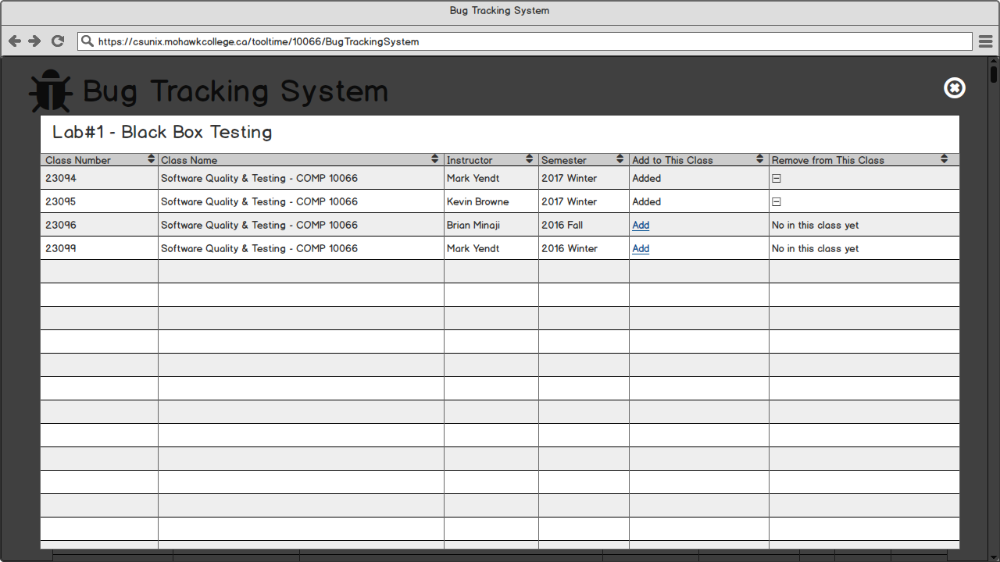 Bug Tracking System
https://csunix.mohawkcollege.ca/tooltime/10066/BugTrackingSystem
Bug Tracking System
Lab#1 - Black Box Testing
Class Number Class Name Instructor Semester Add to This Class Remove from This Class
23094 Software Quality & Testing - COMP 10066 Mark Yendt 2017 Winter Added
23095 Software Quality & Testing - COMP 10066 Kevin Browne 2017 Winter Added
23096 Software Quality & Testing - COMP 10066 Brian Minaji 2016 Fall Add No in this class yet
23099 Software Quality & Testing - COMP 10066 Mark Yendt 2016 Winter Add No in this class yet